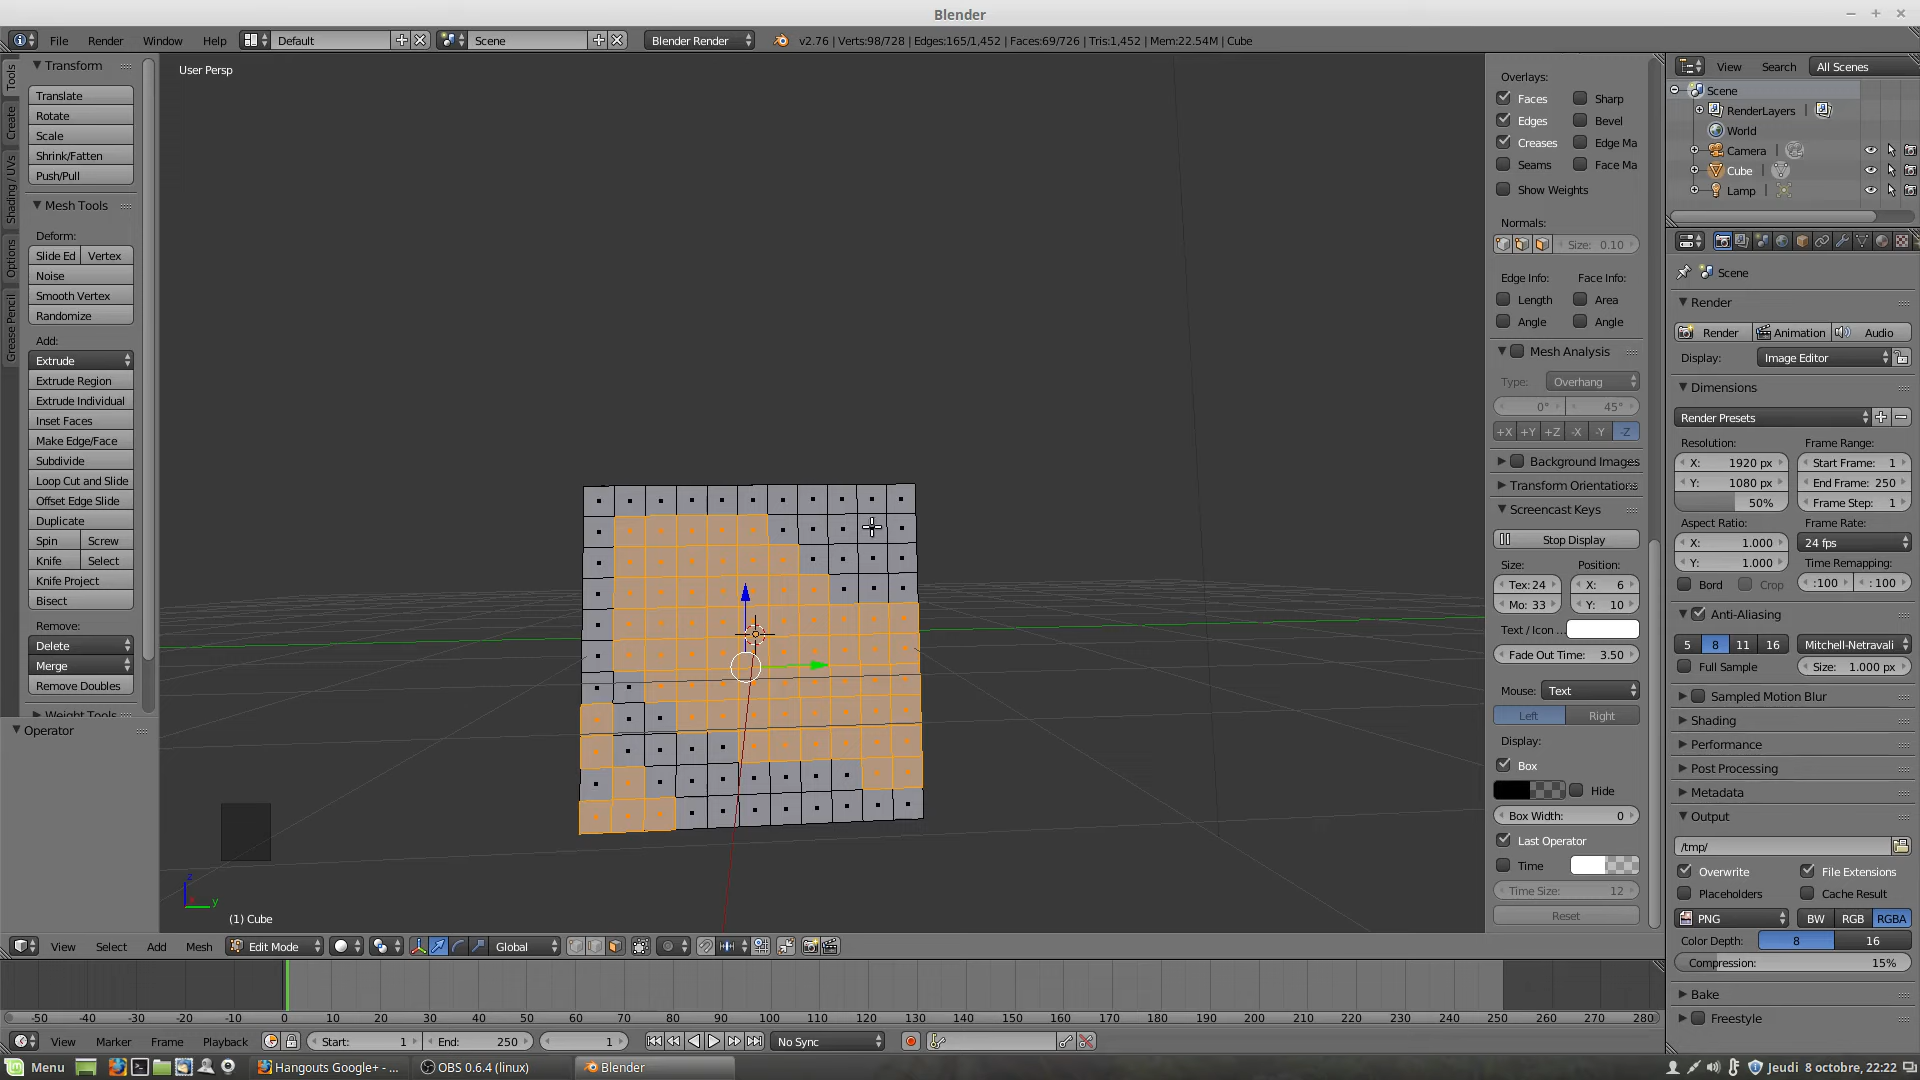 Blender
File Render Window Help Default Scene Blender Render v2.76 | Verts:98/728 | Edges:165/1,452 | Faces:69/726 | Tris:1,452 | Mem:22.54M | Cube
Tools
Create
Shading / UVs
Options
Grease Pencil
Transform
Translate
Rotate
Scale
Shrink/Fatten
Push/Pull
Mesh Tools
Deform:
Slide Ed Vertex
Noise
Smooth Vertex
Randomize
Add:
Extrude
Extrude Region
Extrude Individual
Inset Faces
Make Edge/Face
Subdivide
Loop Cut and Slide
Offset Edge Slide
Duplicate
Spin Screw
Knife Select
Knife Project
Bisect
Remove:
Delete
Merge
Remove Doubles
Weight Tools
Operator
User Persp
z
y
(1) Cube
Overlays:
Faces Sharp
Edges Bevel
Creases Edge Ma
Seams Face Ma
Show Weights
Normals:
Size: 0.10
Edge Info: Face Info:
Length Area
Angle Angle
Mesh Analysis
Type: Overhang
0° 45°
+X +Y +Z -X -Y -Z
Background Images
Transform Orientations
Screencast Keys
Stop Display
Size: Position:
Tex: 24 X: 6
Mo: 33 Y: 10
Text / Icon ...
Fade Out Time: 3.50
Mouse: Text
Left Right
Display:
Box
Hide
Box Width: 0
Last Operator
Time
Time Size: 12
Reset
View Search All Scenes
Scene
RenderLayers |
World
Camera |
Cube |
Lamp |
Scene
Render
Render Animation Audio
Display: Image Editor
Dimensions
Render Presets
Resolution: Frame Range:
X: 1920 px Start Frame: 1
Y: 1080 px End Frame: 250
50% Frame Step: 1
Aspect Ratio: Frame Rate:
X: 1.000 24 fps
Y: 1.000 Time Remapping:
Bord Crop :100 : 100
Anti-Aliasing
5 8 11 16 Mitchell-Netravali
Full Sample Size: 1.000 px
Sampled Motion Blur
Shading
Performance
Post Processing
Metadata
Output
/tmp/
Overwrite File Extensions
Placeholders Cache Result
PNG BW RGB RGBA
Color Depth: 8 16
Compression: 15%
Bake
Freestyle
View Select Add Mesh Edit Mode Global
-50 -40 -30 -20 -10 0 10 20 30 40 50 60 70 80 90 100 110 120 130 140 150 160 170 180 190 200 210 220 230 240 250 260 270 280
View Marker Frame Playback Start: 1 End: 250 1 No Sync
Menu Hangouts Google+ - ... OBS 0.6.4 (linux) Blender Jeudi 8 octobre, 22:22